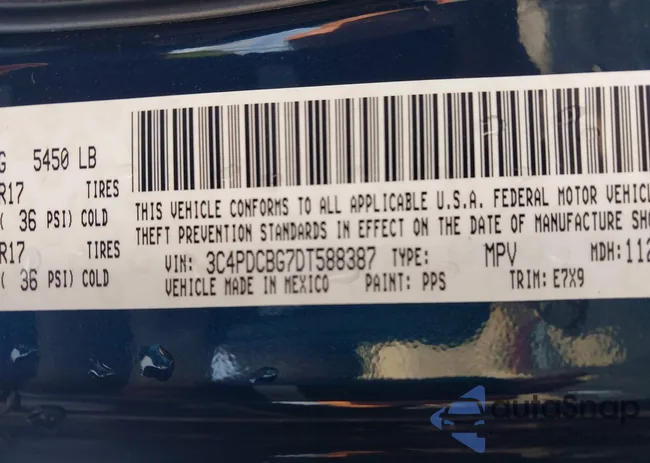 G 5450 LB
R17 TIRES
( 36 PSI) COLD
R17 TIRES
( 36 PSI) COLD
THIS VEHICLE CONFORMS TO ALL APPLICABLE U.S.A. FEDERAL MOTOR VEHICL
THEFT PREVENTION STANDARDS IN EFFECT ON THE DATE OF MANUFACTURE SHO
VIN: 3C4PDCBG7DT588387 TYPE: MPV MDH: 112
VEHICLE MADE IN MEXICO PAINT: PPS TRIM: E7X9
autoSnap